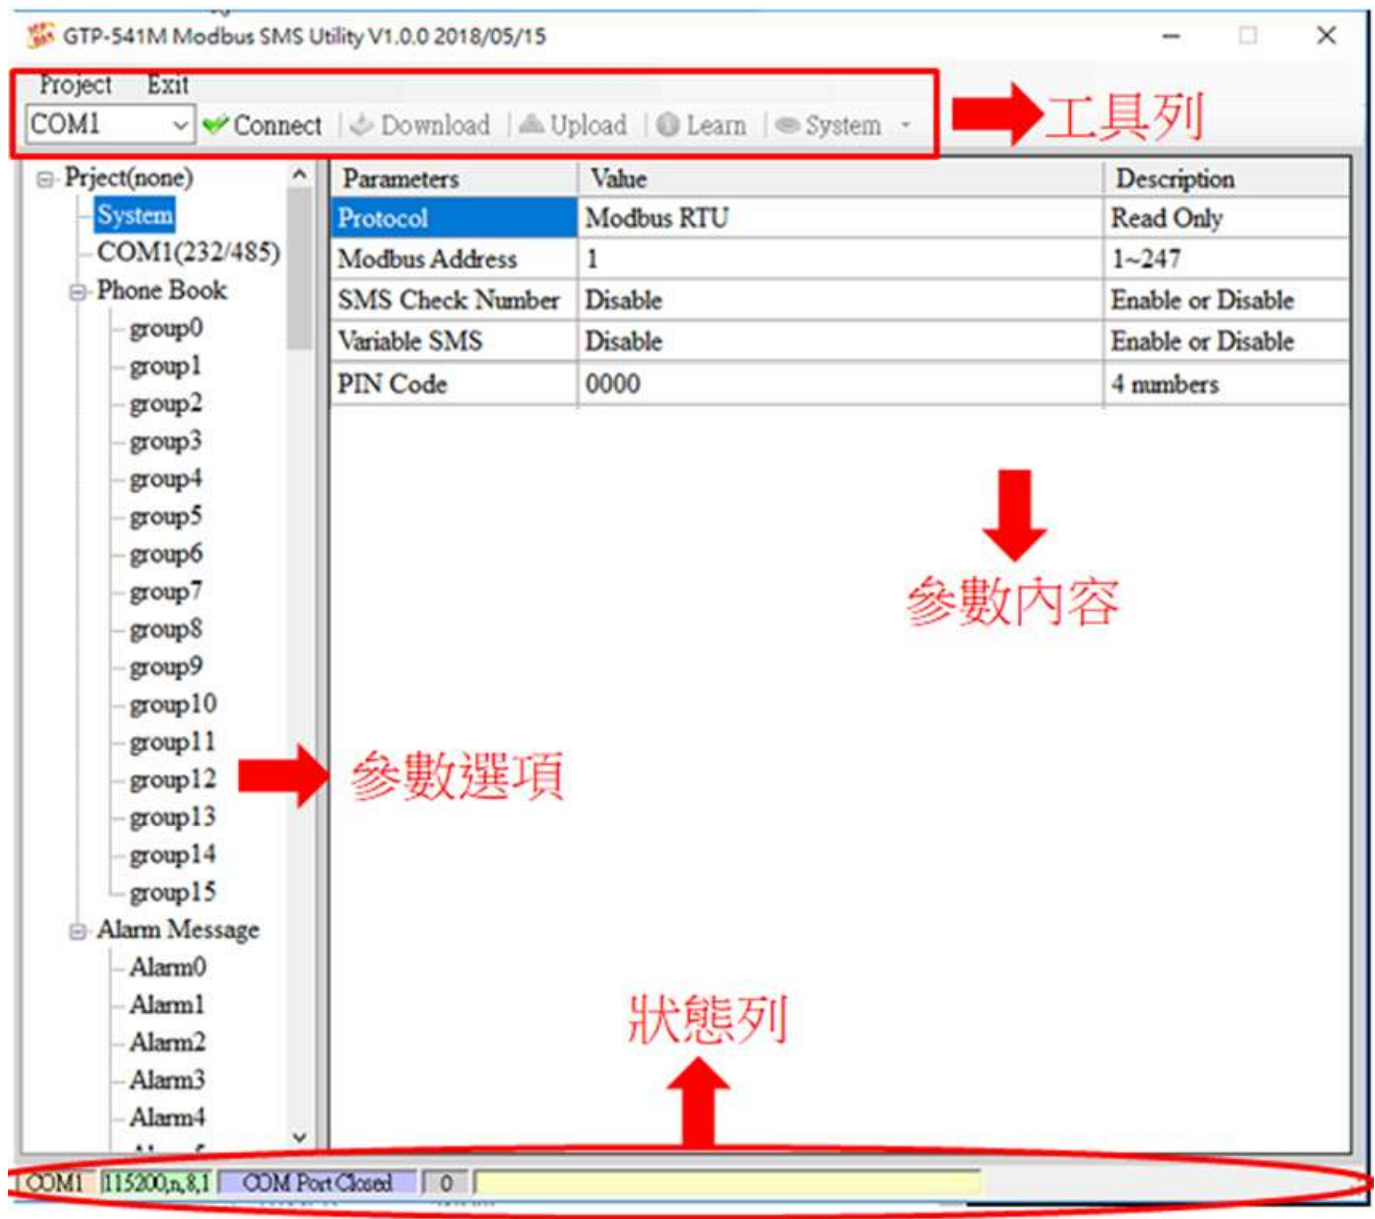 GTP-541M Modbus SMS Utility V1.0.0 2018/05/15
Project Exit
COM1 Connect Download Upload Learn System
工具列
Prject(none)
System
COM1(232/485)
Phone Book
group0
group1
group2
group3
group4
group5
group6
group7
group8
group9
group10
group11
group12
group13
group14
group15
Alarm Message
Alarm0
Alarm1
Alarm2
Alarm3
Alarm4
Parameters Value Description
Protocol Modbus RTU Read Only
Modbus Address 1 1~247
SMS Check Number Disable Enable or Disable
Variable SMS Disable Enable or Disable
PIN Code 0000 4 numbers
參數內容
參數選項
狀態列
COM1 115200,n,8,1 COM Port Closed 0